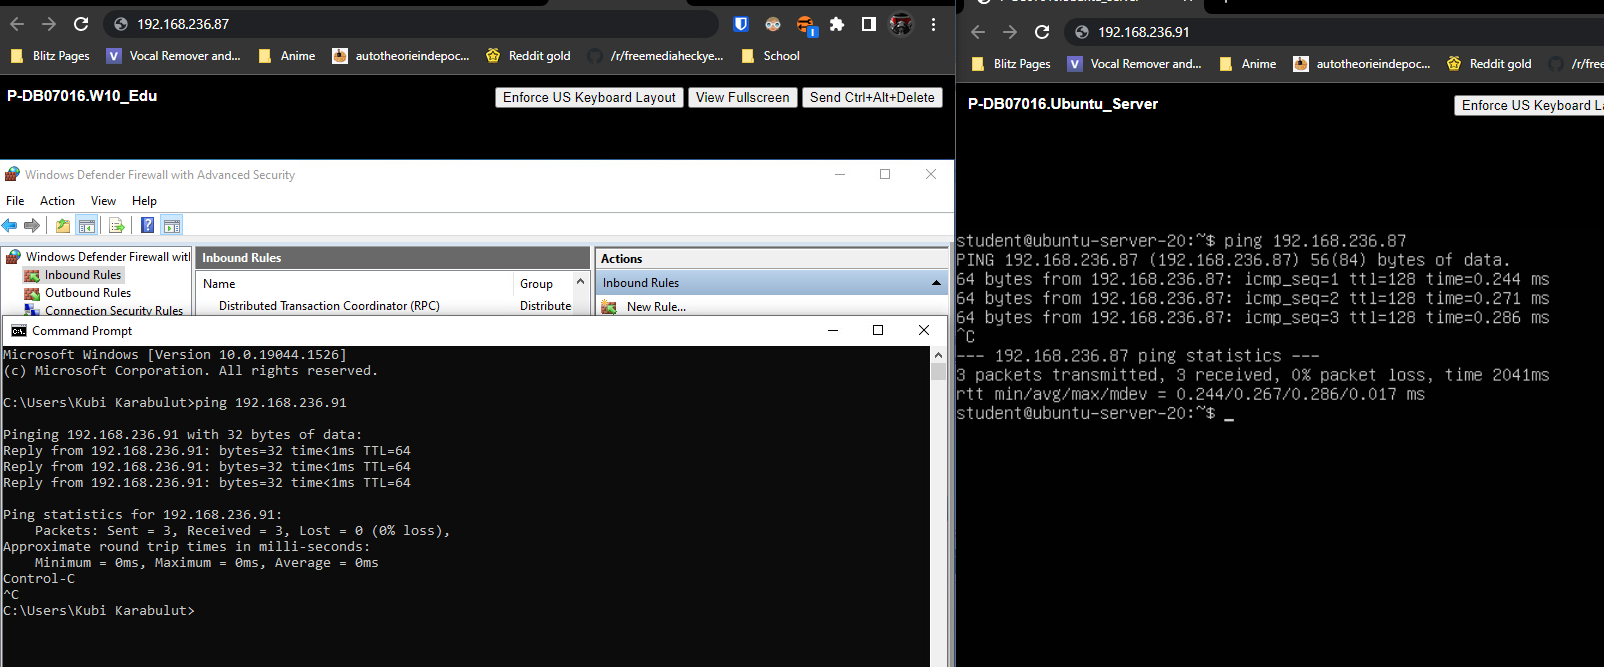 192.168.236.87
Blitz Pages
Vocal Remover and...
Anime
autotheorieindepoc...
Reddit gold
/r/freemediaheckye...
School
P-DB07016.W10_Edu
Enforce US Keyboard Layout
View Fullscreen
Send Ctrl+Alt+Delete
Windows Defender Firewall with Advanced Security
File Action View Help
Windows Defender Firewall wit
Inbound Rules
Outbound Rules
Connection Security Rules
Inbound Rules
Name Group
Distributed Transaction Coordinator (RPC) Distribute
Actions
Inbound Rules
New Rule...
Command Prompt
Microsoft Windows [Version 10.0.19044.1526]
(c) Microsoft Corporation. All rights reserved.
C:\Users\Kubi Karabulut>ping 192.168.236.91
Pinging 192.168.236.91 with 32 bytes of data:
Reply from 192.168.236.91: bytes=32 time<1ms TTL=64
Reply from 192.168.236.91: bytes=32 time<1ms TTL=64
Reply from 192.168.236.91: bytes=32 time<1ms TTL=64
Ping statistics for 192.168.236.91:
Packets: Sent = 3, Received = 3, Lost = 0 (0% loss),
Approximate round trip times in milli-seconds:
Minimum = 0ms, Maximum = 0ms, Average = 0ms
Control-C
^C
C:\Users\Kubi Karabulut>
192.168.236.91
Blitz Pages
Vocal Remover and...
Anime
autotheorieindepoc...
Reddit gold
/r/free
P-DB07016.Ubuntu_Server
Enforce US Keyboard La
student@ubuntu-server-20:~$ ping 192.168.236.87
PING 192.168.236.87 (192.168.236.87) 56(84) bytes of data.
64 bytes from 192.168.236.87: icmp_seq=1 ttl=128 time=0.244 ms
64 bytes from 192.168.236.87: icmp_seq=2 ttl=128 time=0.271 ms
64 bytes from 192.168.236.87: icmp_seq=3 ttl=128 time=0.286 ms
^C
--- 192.168.236.87 ping statistics ---
3 packets transmitted, 3 received, 0% packet loss, time 2041ms
rtt min/avg/max/mdev = 0.244/0.267/0.286/0.017 ms
student@ubuntu-server-20:~$ _